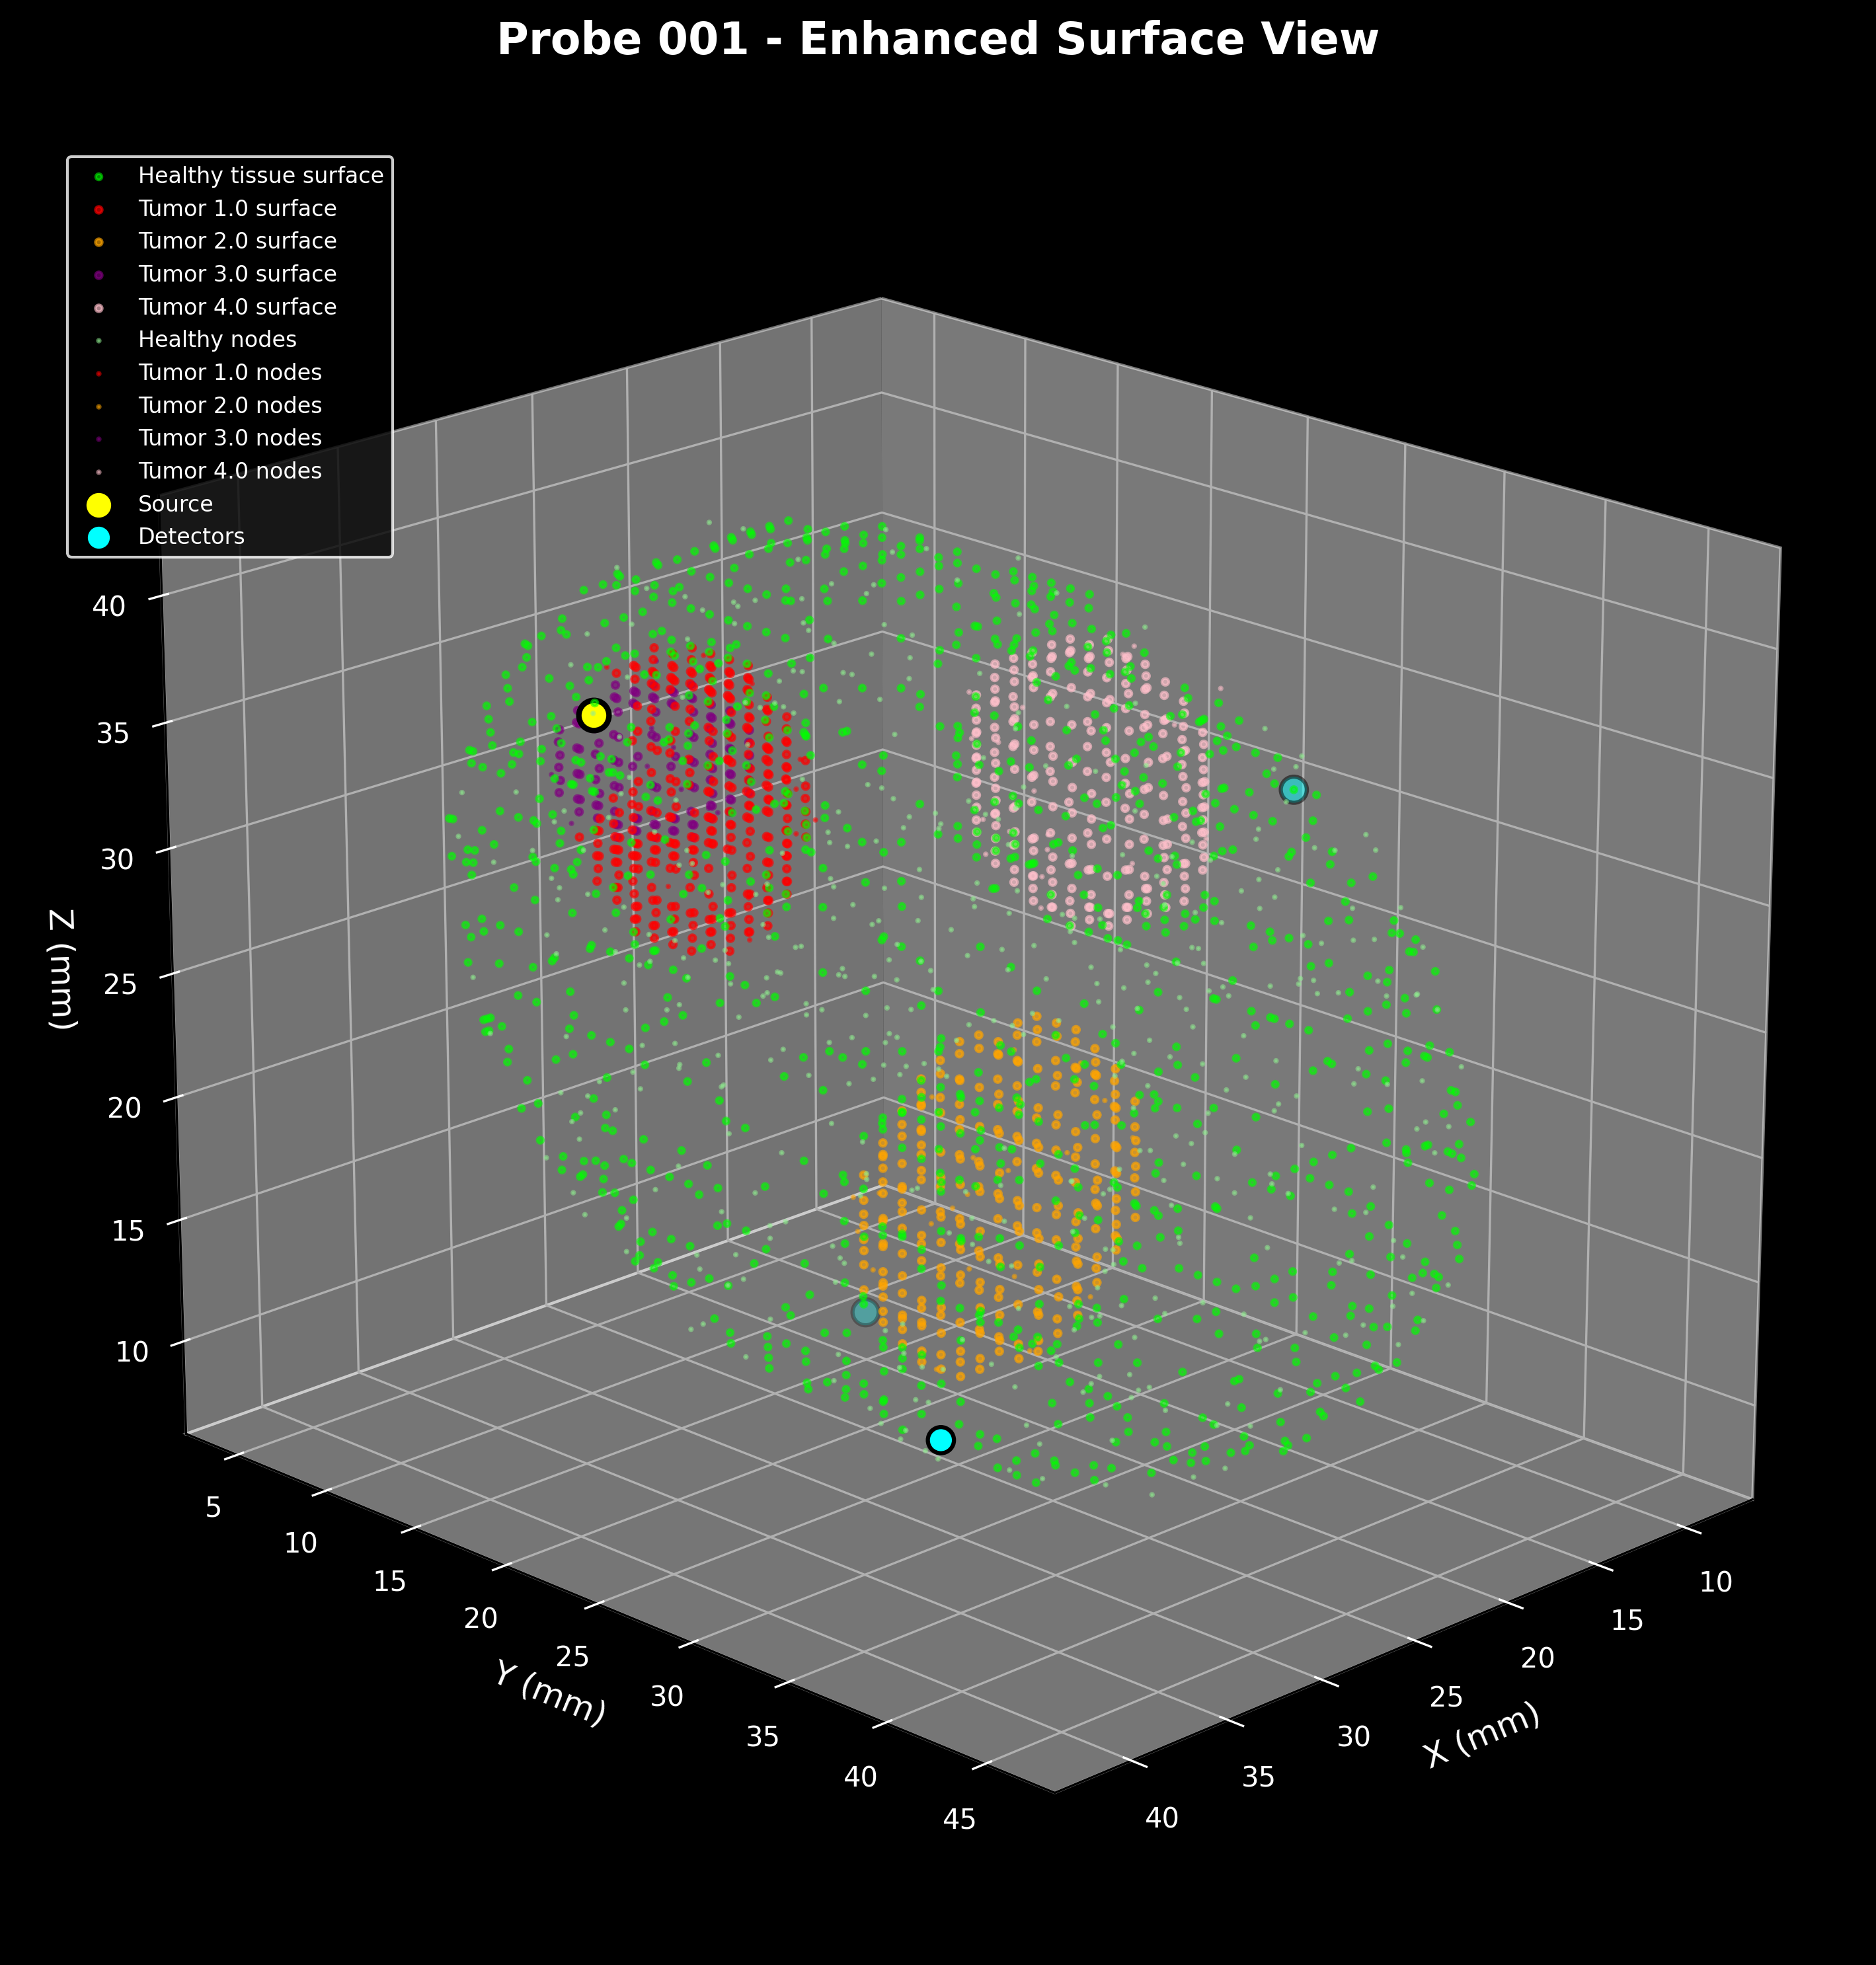 Probe 001 - Enhanced Surface View
Healthy tissue surface
Tumor 1.0 surface
Tumor 2.0 surface
Tumor 3.0 surface
Tumor 4.0 surface
Healthy nodes
Tumor 1.0 nodes
Tumor 2.0 nodes
Tumor 3.0 nodes
Tumor 4.0 nodes
Source
Detectors
40
35
30
25
20
15
10
Z (mm)
5
10
15
20
25
30
35
40
45
Y (mm)
10
15
20
25
30
35
40
X (mm)